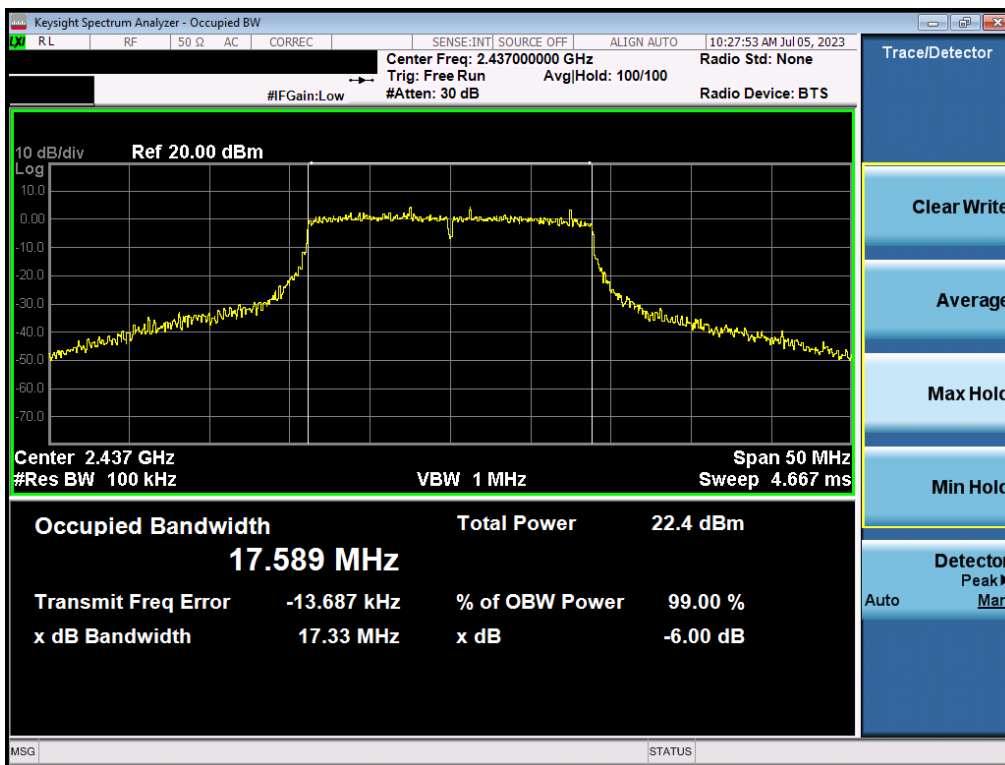 Keysight Spectrum Analyzer - Occupied BW
LXI RL RF 50 Ω AC CORREC SENSE:INT SOURCE OFF ALIGN AUTO 10:27:53 AM Jul 05, 2023
Center Freq: 2.437000000 GHz Radio Std: None
Trig: Free Run Avg|Hold: 100/100
#IFGain:Low #Atten: 30 dB Radio Device: BTS
Trace/Detector
10 dB/div Ref 20.00 dBm
Log
10.0
0.00
-10.0
-20.0
-30.0
-40.0
-50.0
-60.0
-70.0
Center 2.437 GHz Span 50 MHz
#Res BW 100 kHz VBW 1 MHz Sweep 4.667 ms
Occupied Bandwidth Total Power 22.4 dBm
17.589 MHz
Transmit Freq Error -13.687 kHz % of OBW Power 99.00 %
x dB Bandwidth 17.33 MHz x dB -6.00 dB
Clear Write
Average
Max Hold
Min Hold
Detector
Peak
Auto Man
MSG STATUS